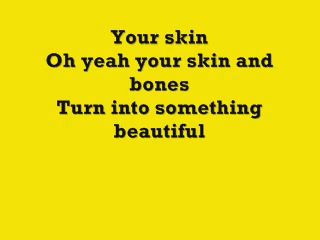 Your skin
Oh yeah your skin and
bones
Turn into something
beautiful